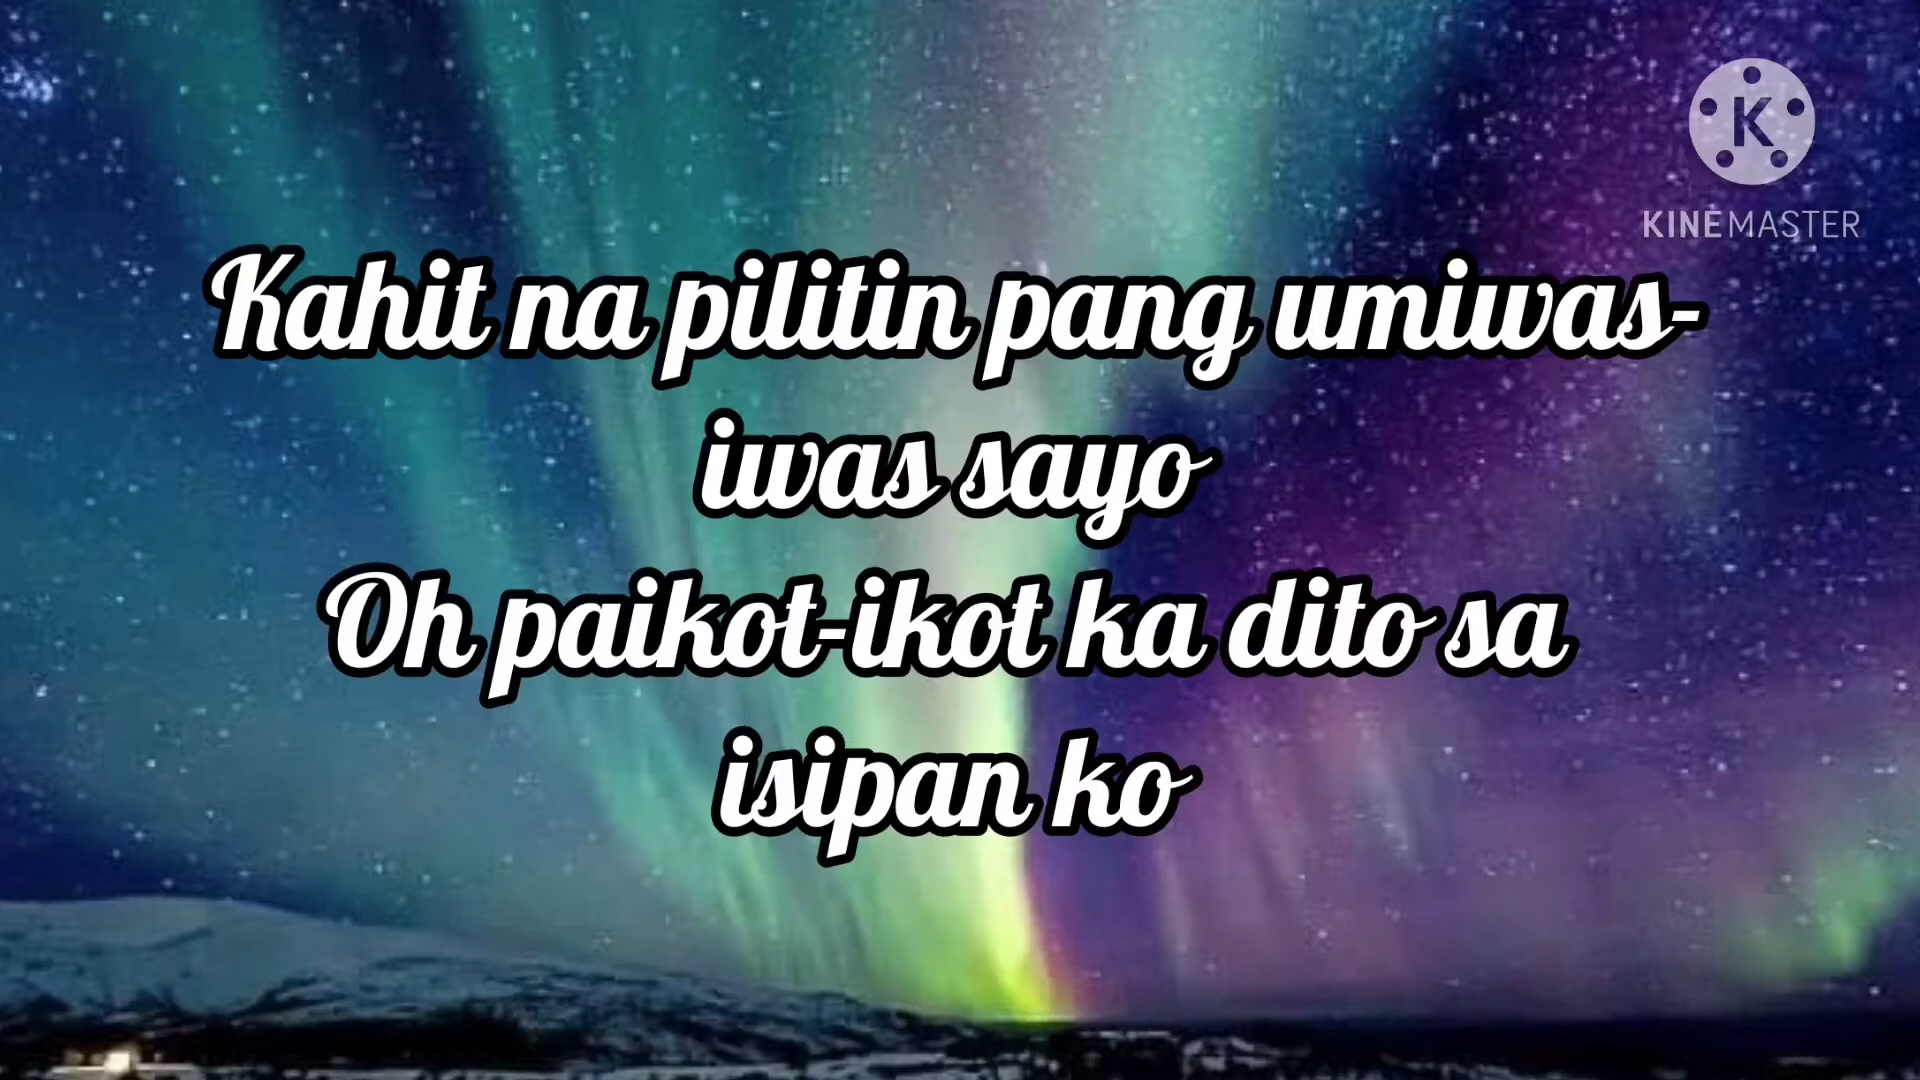 K
KINEMASTER
Kahit na pilitin pang umiwas-
iwas sayo
Oh paikot-ikot ka dito sa
isipan ko